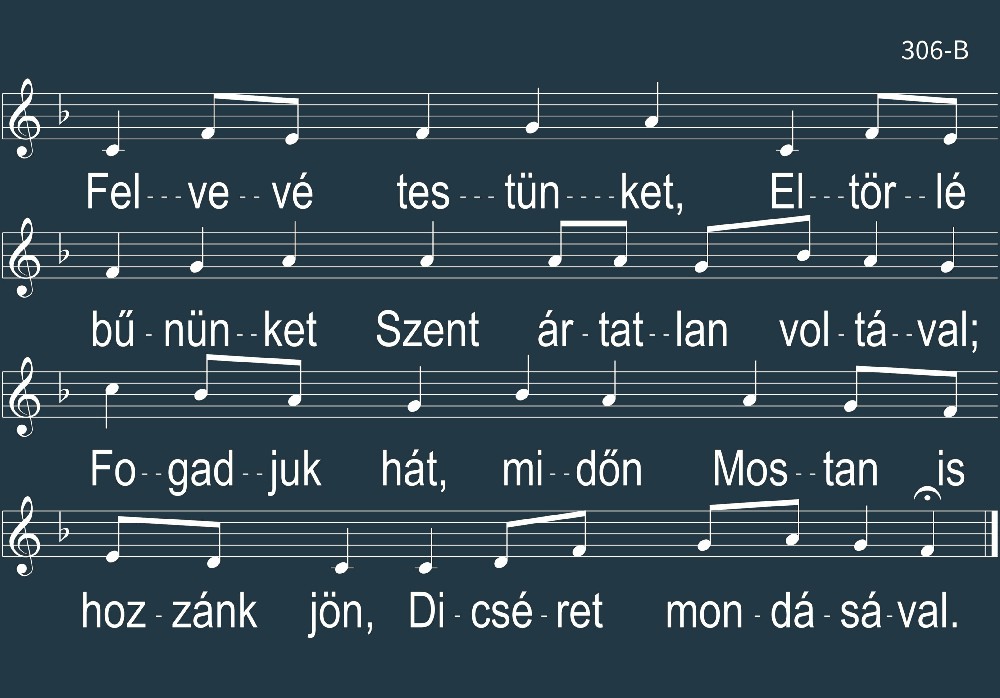 306-B
Fel---ve--vé tes---tün----ket, El---tör--lé
bű-nün--ket Szent ár-tat--lan vol-tá--val;
Fo--gad--juk hát, mi--dőn Mos--tan is
hoz-zánk jön, Di-csé-ret mon-dá-sá-val.